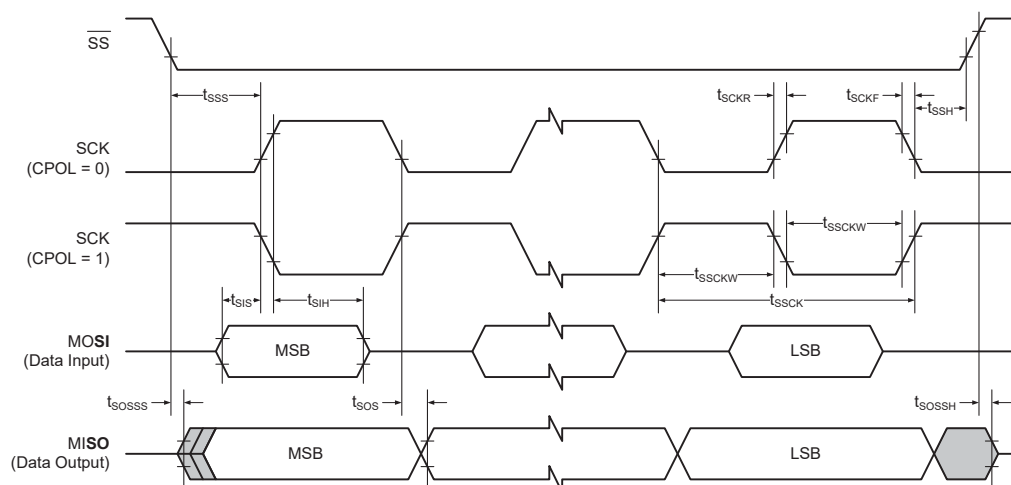 SS
tSSS
tSCKR
tSCKF
tSSH
SCK
(CPOL = 0)
SCK
(CPOL = 1)
tSSCKW
tSSCKW
tSSCK
tSIS
tSIH
MOSI
(Data Input)
MSB
LSB
tSOSSS
tSOS
tSOSSH
MISO
(Data Output)
MSB
LSB